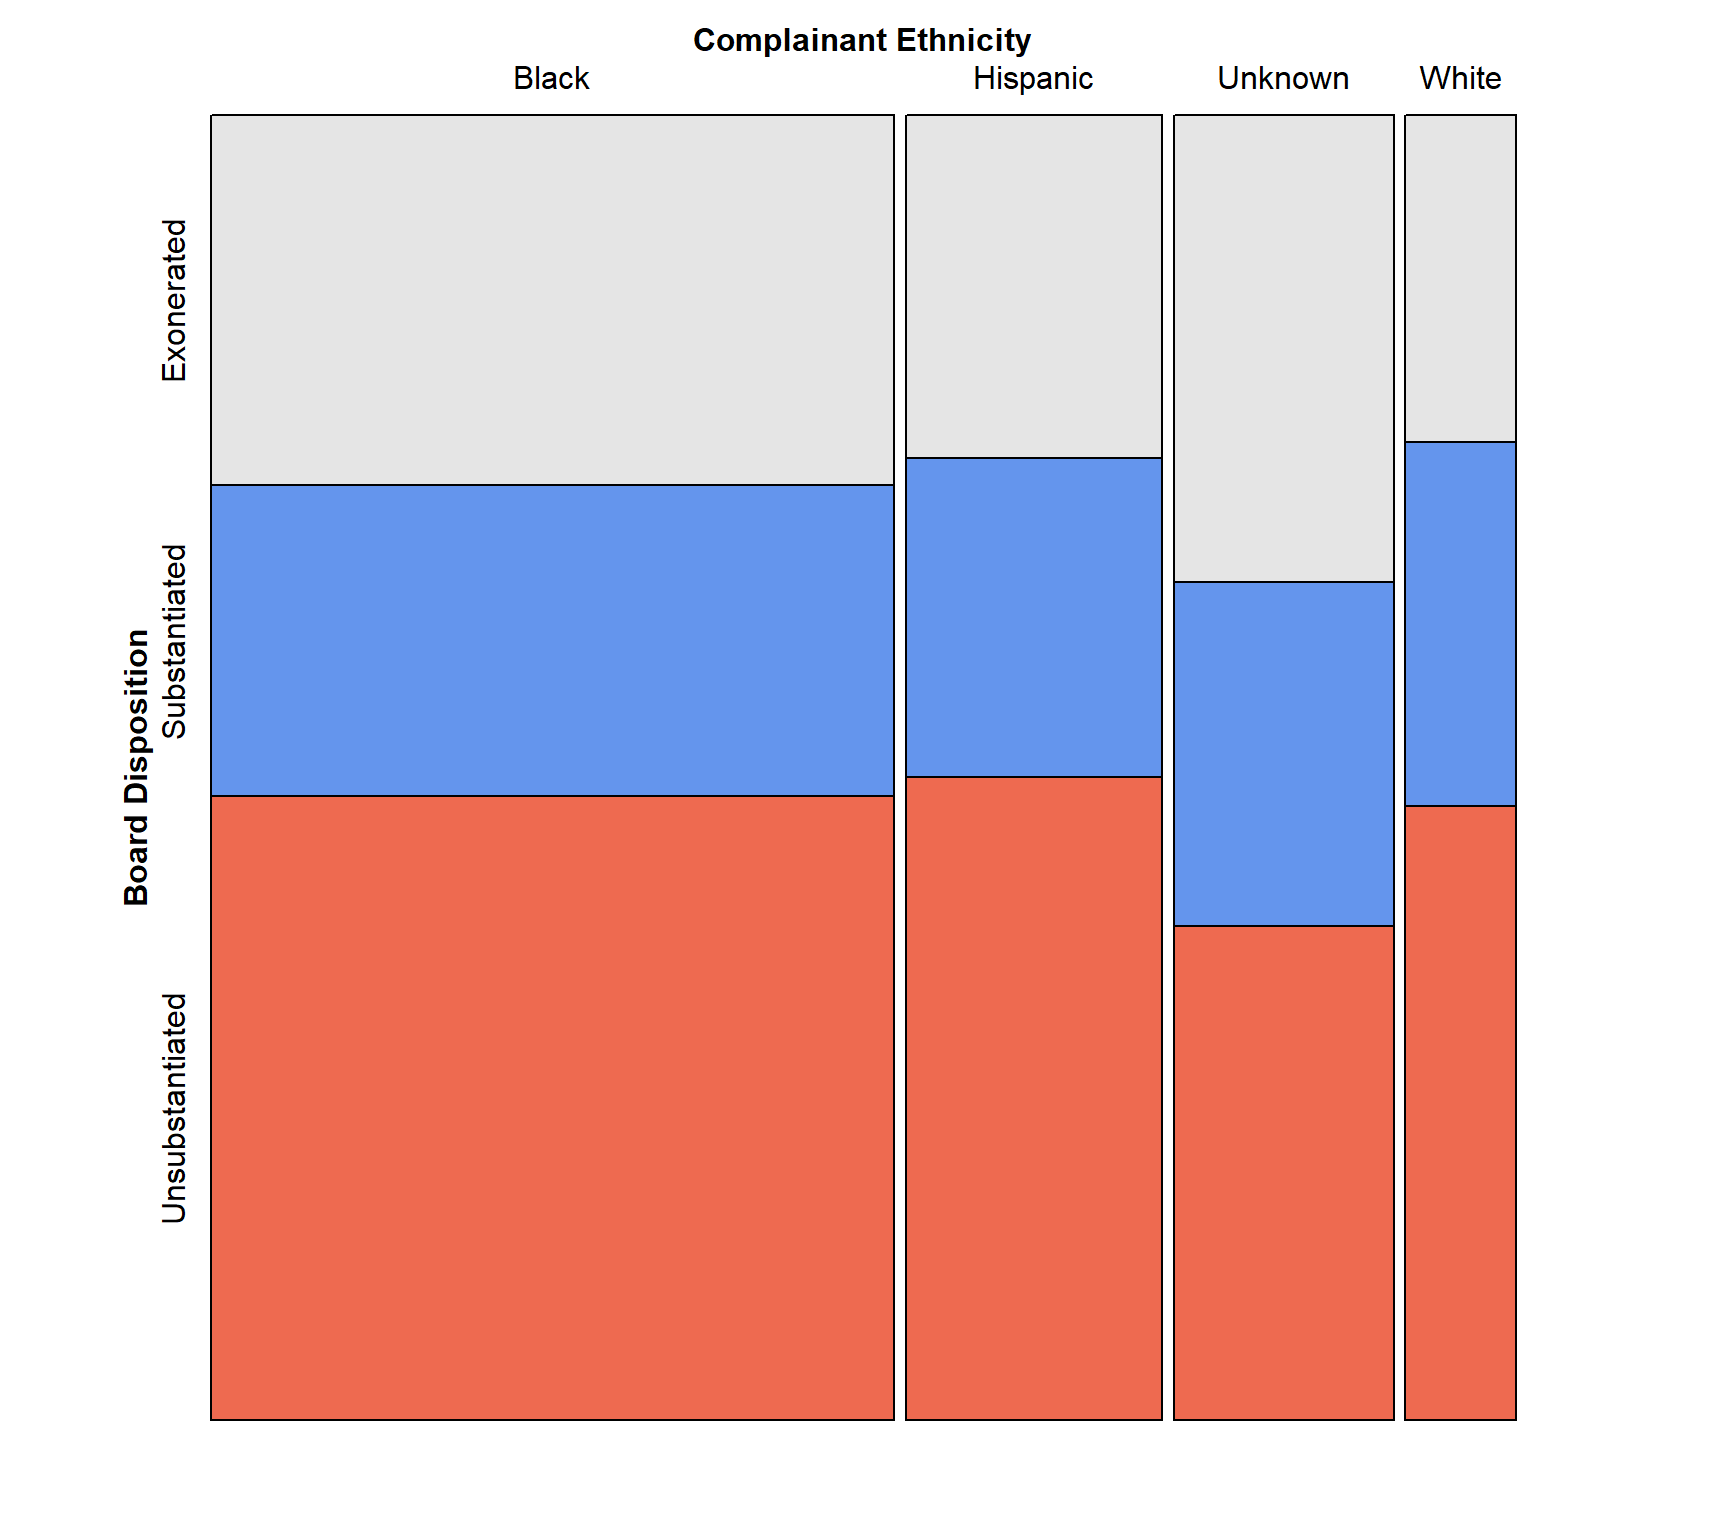 Complainant Ethnicity
Black
Hispanic
Unknown
White
Board Disposition
Exonerated
Substantiated
Unsubstantiated